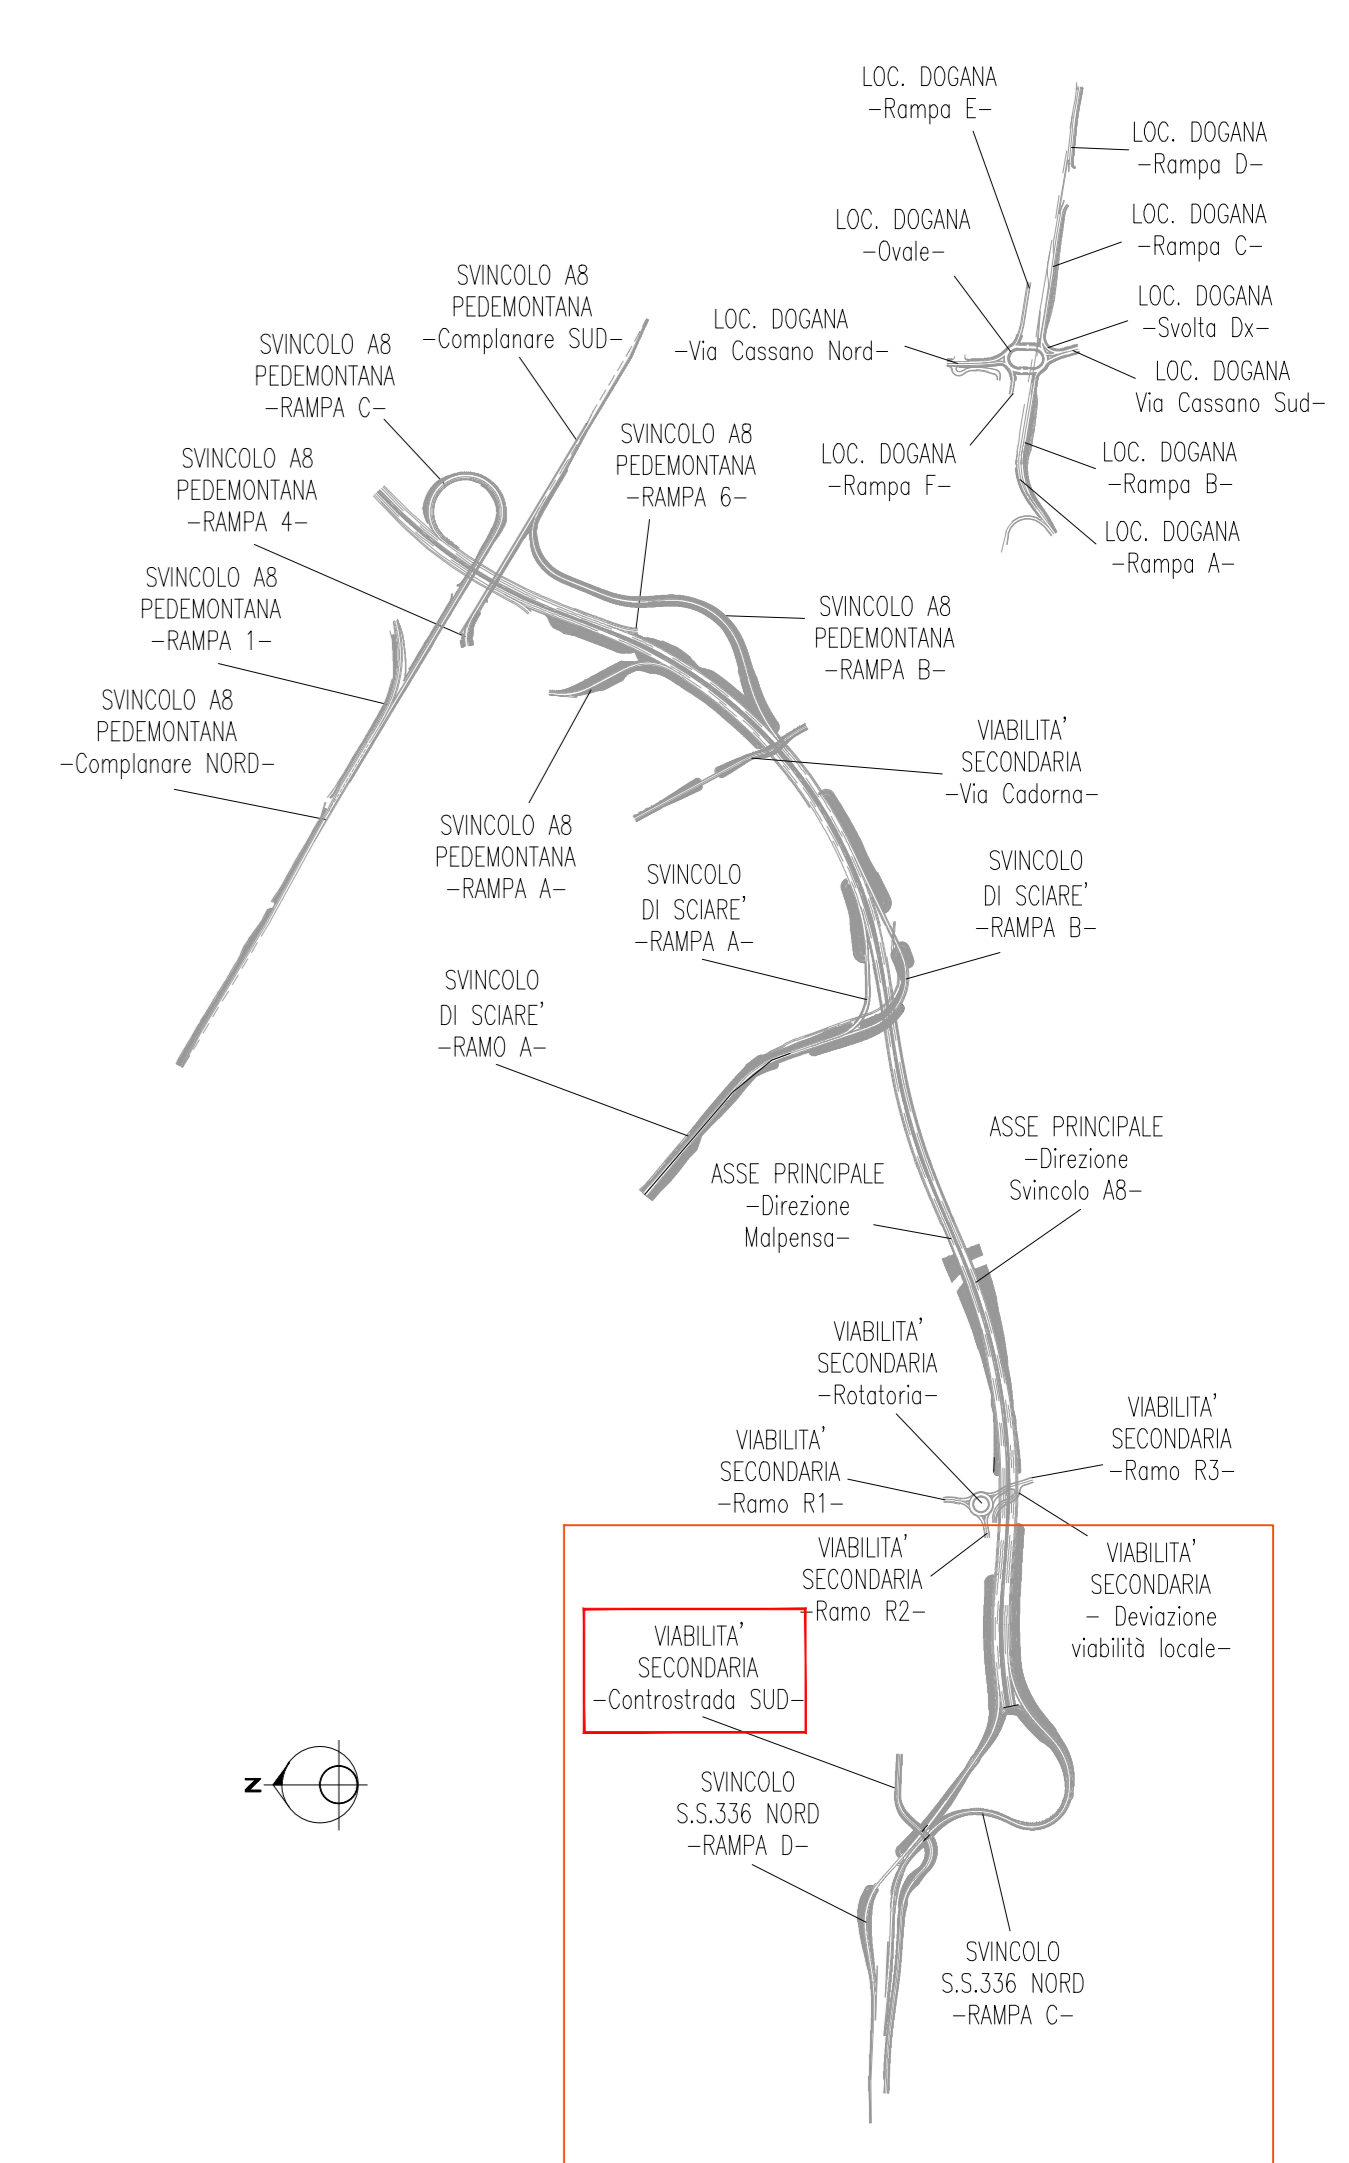 LOC. DOGANA
-Rampa E-
LOC. DOGANA
-Rampa D-
LOC. DOGANA
-Rampa C-
LOC. DOGANA
-Ovale-
SVINCOLO A8
PEDEMONTANA
-Complanare SUD-
LOC. DOGANA
-Svolta Dx-
LOC. DOGANA
-Via Cassano Nord-
SVINCOLO A8
PEDEMONTANA
-RAMPA C-
LOC. DOGANA
Via Cassano Sud-
SVINCOLO A8
PEDEMONTANA
-RAMPA 6-
LOC. DOGANA
-Rampa F-
LOC. DOGANA
-Rampa B-
SVINCOLO A8
PEDEMONTANA
-RAMPA 4-
LOC. DOGANA
-Rampa A-
SVINCOLO A8
PEDEMONTANA
-RAMPA 1-
SVINCOLO A8
PEDEMONTANA
-RAMPA B-
SVINCOLO A8
PEDEMONTANA
-Complanare NORD-
VIABILITA'
SECONDARIA
-Via Cadorna-
SVINCOLO A8
PEDEMONTANA
-RAMPA A-
SVINCOLO
DI SCIARE'
-RAMPA A-
SVINCOLO
DI SCIARE'
-RAMPA B-
SVINCOLO
DI SCIARE'
-RAMO A-
ASSE PRINCIPALE
-Direzione
Svincolo A8-
ASSE PRINCIPALE
-Direzione
Malpensa-
VIABILITA'
SECONDARIA
-Rotatoria-
VIABILITA'
SECONDARIA
-Ramo R3-
VIABILITA'
SECONDARIA
-Ramo R1-
VIABILITA'
SECONDARIA
-Ramo R2-
VIABILITA'
SECONDARIA
- Deviazione
viabilità locale-
VIABILITA'
SECONDARIA
-Controstrada SUD-
N
SVINCOLO
S.S.336 NORD
-RAMPA D-
SVINCOLO
S.S.336 NORD
-RAMPA C-